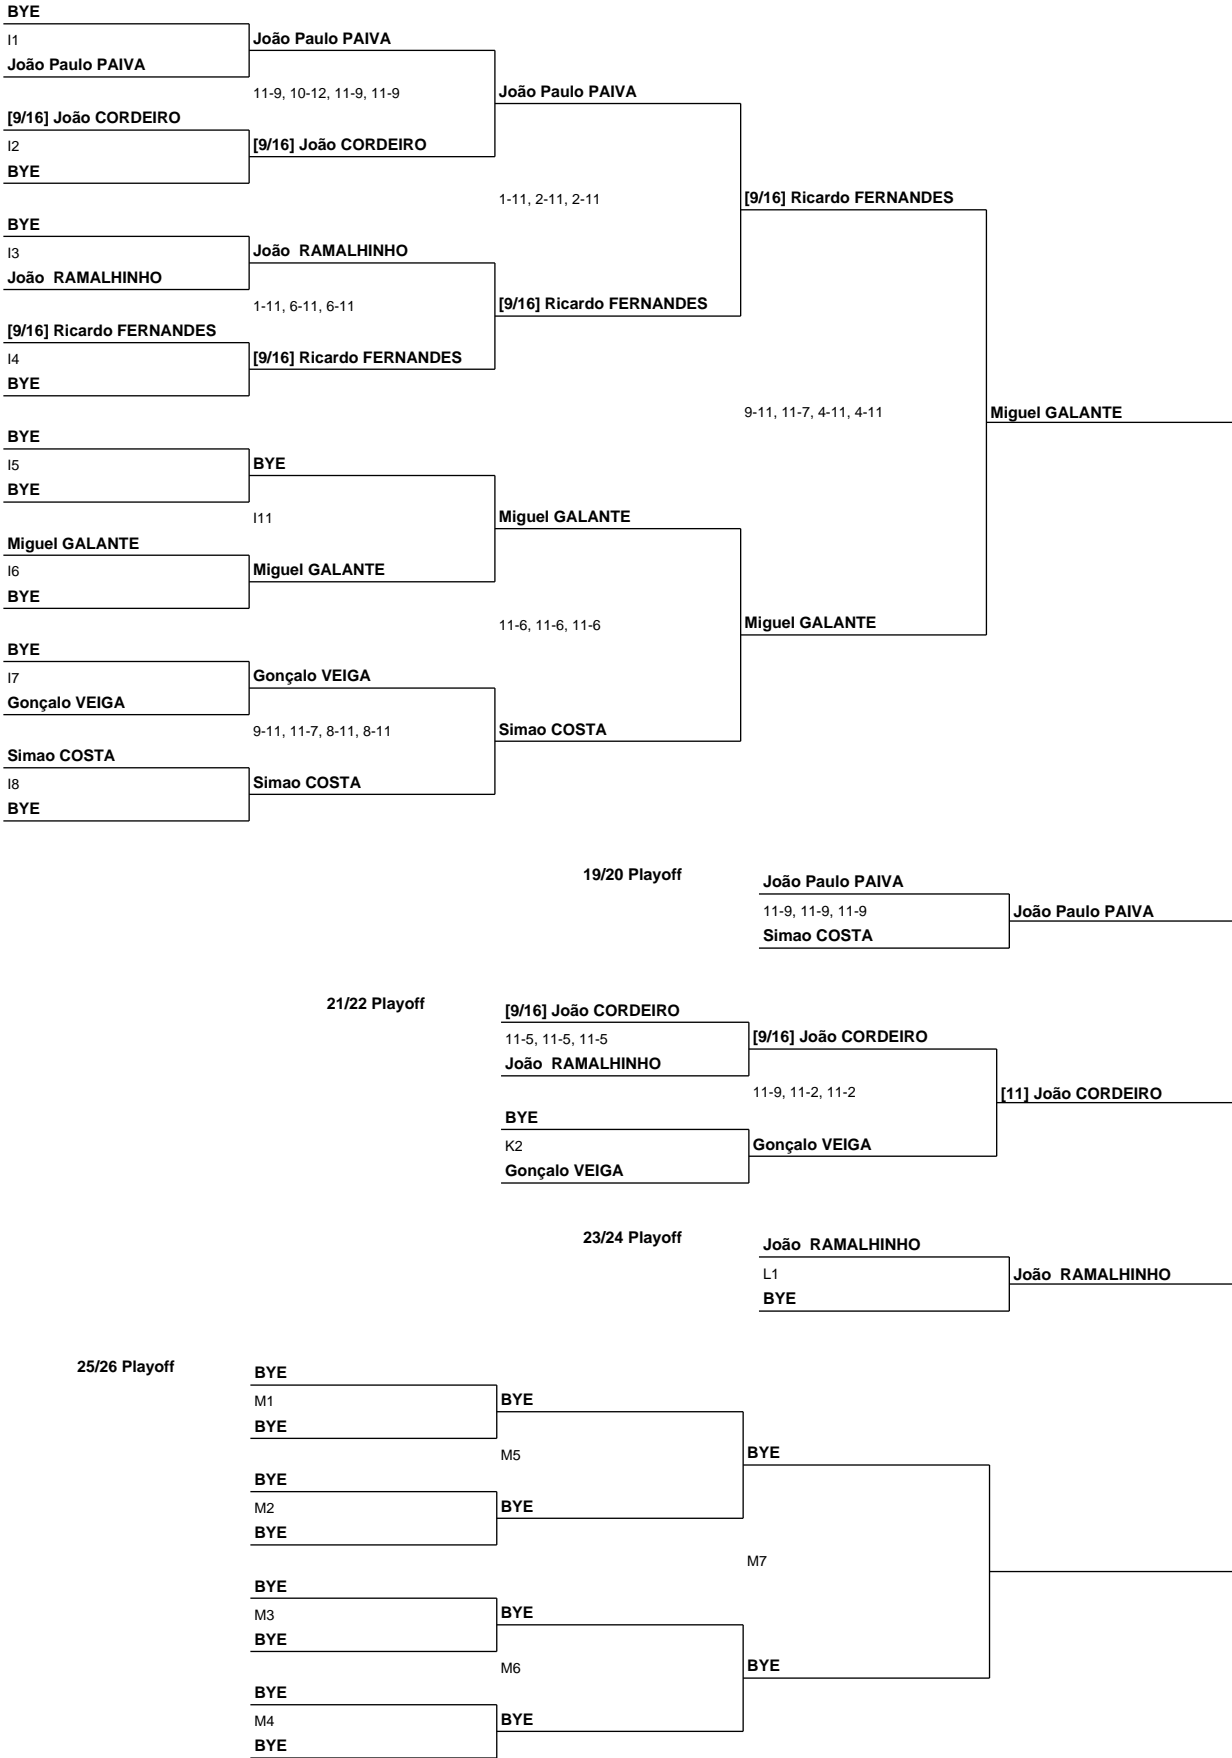 BYE
I1
João Paulo PAIVA
João Paulo PAIVA
11-9, 10-12, 11-9, 11-9
João Paulo PAIVA
[9/16] João CORDEIRO
I2
[9/16] João CORDEIRO
BYE
1-11, 2-11, 2-11
[9/16] Ricardo FERNANDES
BYE
I3
João  RAMALHINHO
João  RAMALHINHO
1-11, 6-11, 6-11
[9/16] Ricardo FERNANDES
[9/16] Ricardo FERNANDES
I4
[9/16] Ricardo FERNANDES
BYE
9-11, 11-7, 4-11, 4-11
Miguel GALANTE
BYE
I5
BYE
BYE
I11
Miguel GALANTE
Miguel GALANTE
I6
Miguel GALANTE
BYE
11-6, 11-6, 11-6
Miguel GALANTE
BYE
I7
Gonçalo VEIGA
Gonçalo VEIGA
9-11, 11-7, 8-11, 8-11
Simao COSTA
Simao COSTA
I8
Simao COSTA
BYE
19/20 Playoff
João Paulo PAIVA
11-9, 11-9, 11-9
João Paulo PAIVA
Simao COSTA
21/22 Playoff
[9/16] João CORDEIRO
11-5, 11-5, 11-5
[9/16] João CORDEIRO
João  RAMALHINHO
11-9, 11-2, 11-2
[11] João CORDEIRO
BYE
K2
Gonçalo VEIGA
Gonçalo VEIGA
23/24 Playoff
João  RAMALHINHO
L1
João  RAMALHINHO
BYE
25/26 Playoff
BYE
M1
BYE
BYE
M5
BYE
BYE
M2
BYE
BYE
M7
BYE
M3
BYE
BYE
M6
BYE
BYE
M4
BYE
BYE